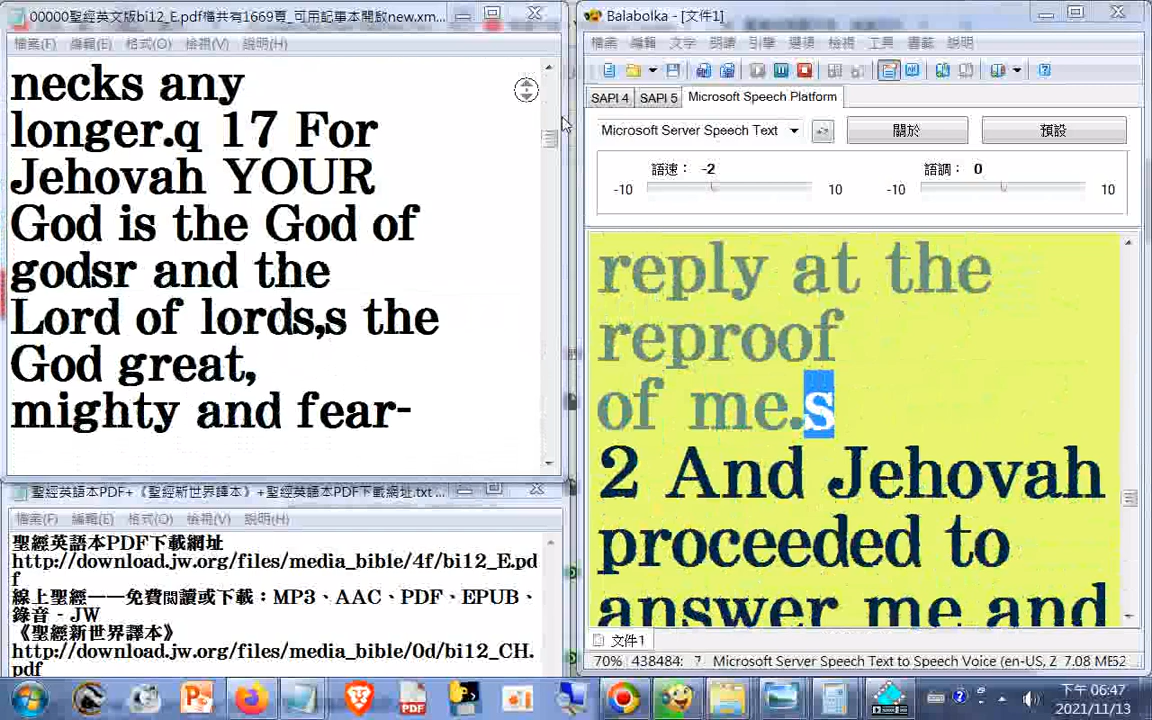 00000聖經英文版bi12_E.pdf檔共有1669頁_可用記事本開啟new.xm...
檔案(F) 編輯(E) 格式(O) 檢視(V) 說明(H)
necks any
longer.q 17 For
Jehovah YOUR
God is the God of
godsr and the
Lord of lords,s the
God great,
mighty and fear-
聖經英語本PDF+《聖經新世界譯本》+聖經英語本PDF下載網址.txt ...
檔案(F) 編輯(E) 格式(O) 檢視(V) 說明(H)
聖經英語本PDF下載網址
http://download.jw.org/files/media_bible/4f/bi12_E.pd
f
線上聖經——免費閱讀或下載：MP3、AAC、PDF、EPUB、
錄音 - JW
《聖經新世界譯本》
http://download.jw.org/files/media_bible/0d/bi12_CH.
pdf
Balabolka - [文件1]
檔案 編輯 文字 朗讀 引擎 選項 檢視 工具 書籤 說明
SAPI 4 SAPI 5 Microsoft Speech Platform
Microsoft Server Speech Text 關於 預設
語速： -2 語調： 0
-10 10 -10 10
reply at the
reproof
of me.s
2 And Jehovah
proceeded to
answer me and
文件1
70% 438484: ? Microsoft Server Speech Text to Speech Voice (en-US, Z 7.08 ME52
PDF
下午 06:47
2021/11/13